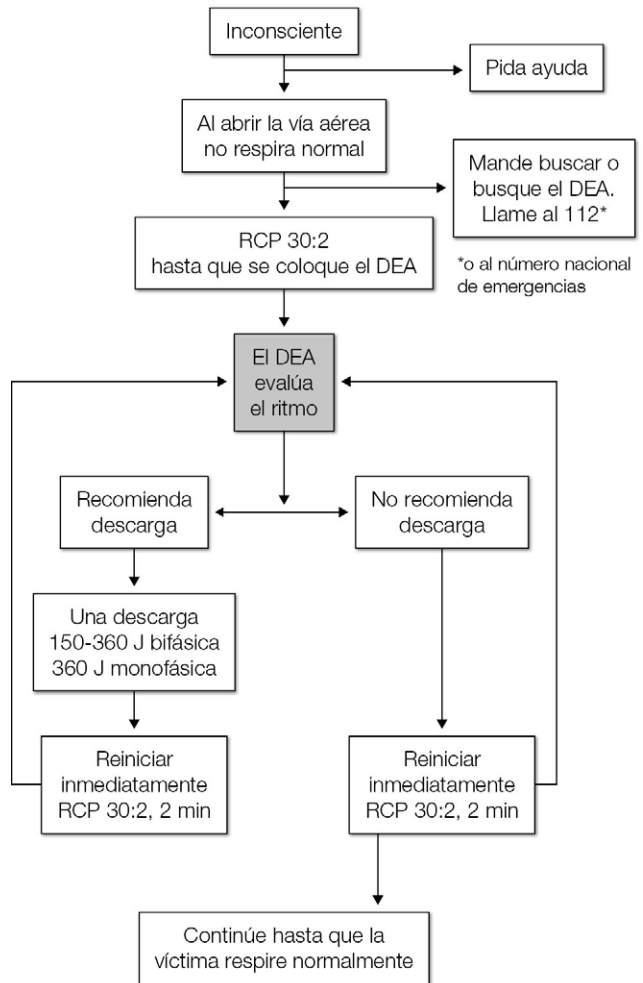 Inconsciente
Pida ayuda
Al abrir la vía aérea
no respira normal
Mande buscar o
busque el DEA.
Llame al 112*
RCP 30:2
hasta que se coloque el DEA
*o al número nacional
de emergencias
El DEA
evalúa
el ritmo
Recomienda
descarga
No recomienda
descarga
Una descarga
150-360 J bifásica
360 J monofásica
Reiniciar
inmediatamente
RCP 30:2, 2 min
Reiniciar
inmediatamente
RCP 30:2, 2 min
Continúe hasta que la
víctima respire normalmente